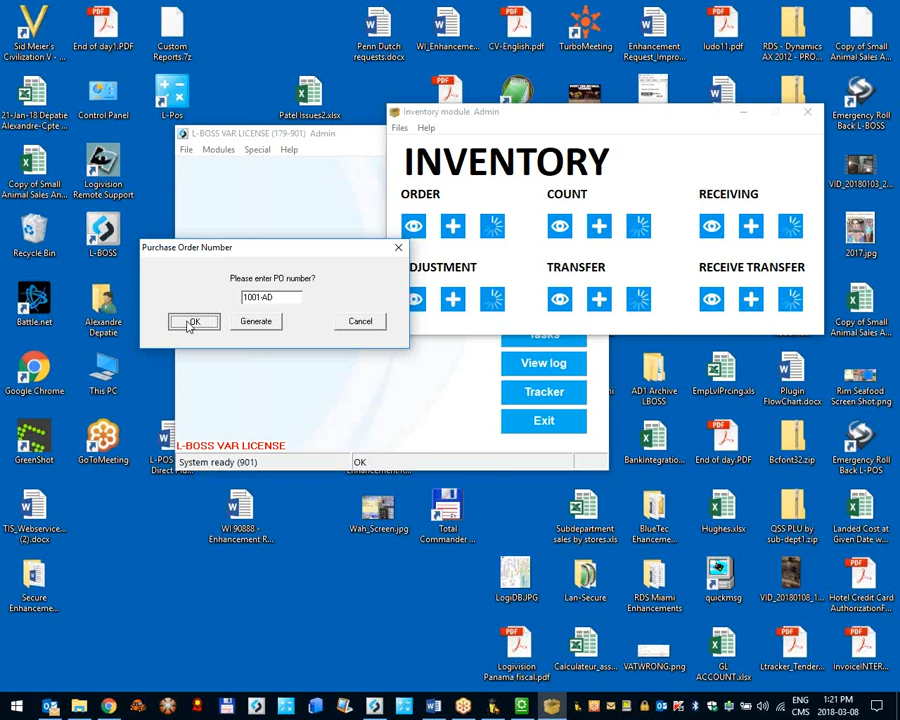 Sid Meier's
Civilization V - ...
End of day1.PDF
Custom
Reports.7z
Penn Dutch
requests.docx
WI_Enhanceme...
CV-English.pdf
TurboMeeting
Enhancement
Request_Impro...
ludo11.pdf
RDS - Dynamics
AX 2012 - PRO...
Copy of Small
Animal Sales An...
21-Jan-18 Depatie
Alexandre-Cpte ...
Control Panel
L-Pos
Patel Issues2.xlsx
Emergency Roll
Back L-BOSS
Copy of Small
Animal Sales An...
Logivision
Remote Support
VID_20180103_2...
Recycle Bin
L-BOSS
2017.jpg
Battle.net
Alexandre
Depatie
Copy of Small
Animal Sales An...
L-BOSS VAR LICENSE (179-901) Admin
File Modules Special Help
Inventory module Admin
Files Help
INVENTORY
ORDER COUNT RECEIVING
DJUSTMENT TRANSFER RECEIVE TRANSFER
Purchase Order Number
Please enter PO number?
1001-AD
OK Generate Cancel
Tasks
View log
Tracker
Exit
L-BOSS VAR LICENSE
System ready (901) OK
Google Chrome
This PC
AD1 Archive
LBOSS
EmpLvlPrcing.xlsx
Plugin
FlowChart.docx
Rim Seafood
Screen Shot.png
GreenShot
GoToMeeting
BankIntegratio...
End of day.PDF
Bcfont32.zip
Emergency Roll
Back L-POS
TIS_Webservice...
(2).docx
WI 90888 -
Enhancement R...
Wah_Screen.jpg
Total
Commander ...
Subdepartment
sales by stores.xls
BlueTec
Ehanceme...
Hughes.xlsx
QSS PLU by
sub-dept1.zip
Landed Cost at
Given Date w...
Secure
Enhanceme...
LogiDB.JPG
Lan-Secure
RDS Miami
Enhancements
quickmsg
VID_20180108_1...
Hotel Credit Card
AuthorizationF...
Logivision
Panama fiscal.pdf
Calculateur_ass...
VATWRONG.png
GL
ACCOUNT.xlsx
Ltracker_Tender...
InvoiceINTER...
ENG
CMS
1:21 PM
2018-03-08